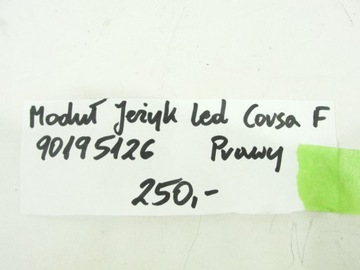 Moduł Jeżyk Led Corsa F
90195126 Prawy
250,-